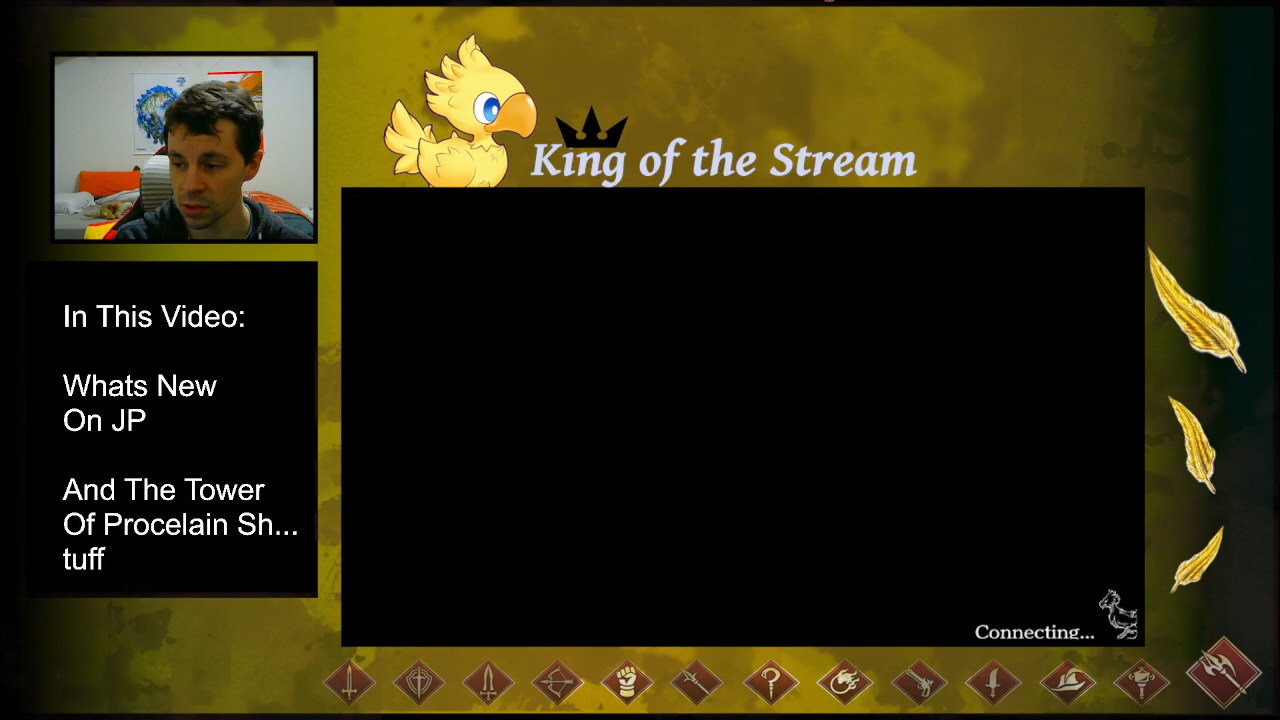 King of the Stream
In This Video:
Whats New
On JP
And The Tower
Of Procelain Sh...
tuff
Connecting...